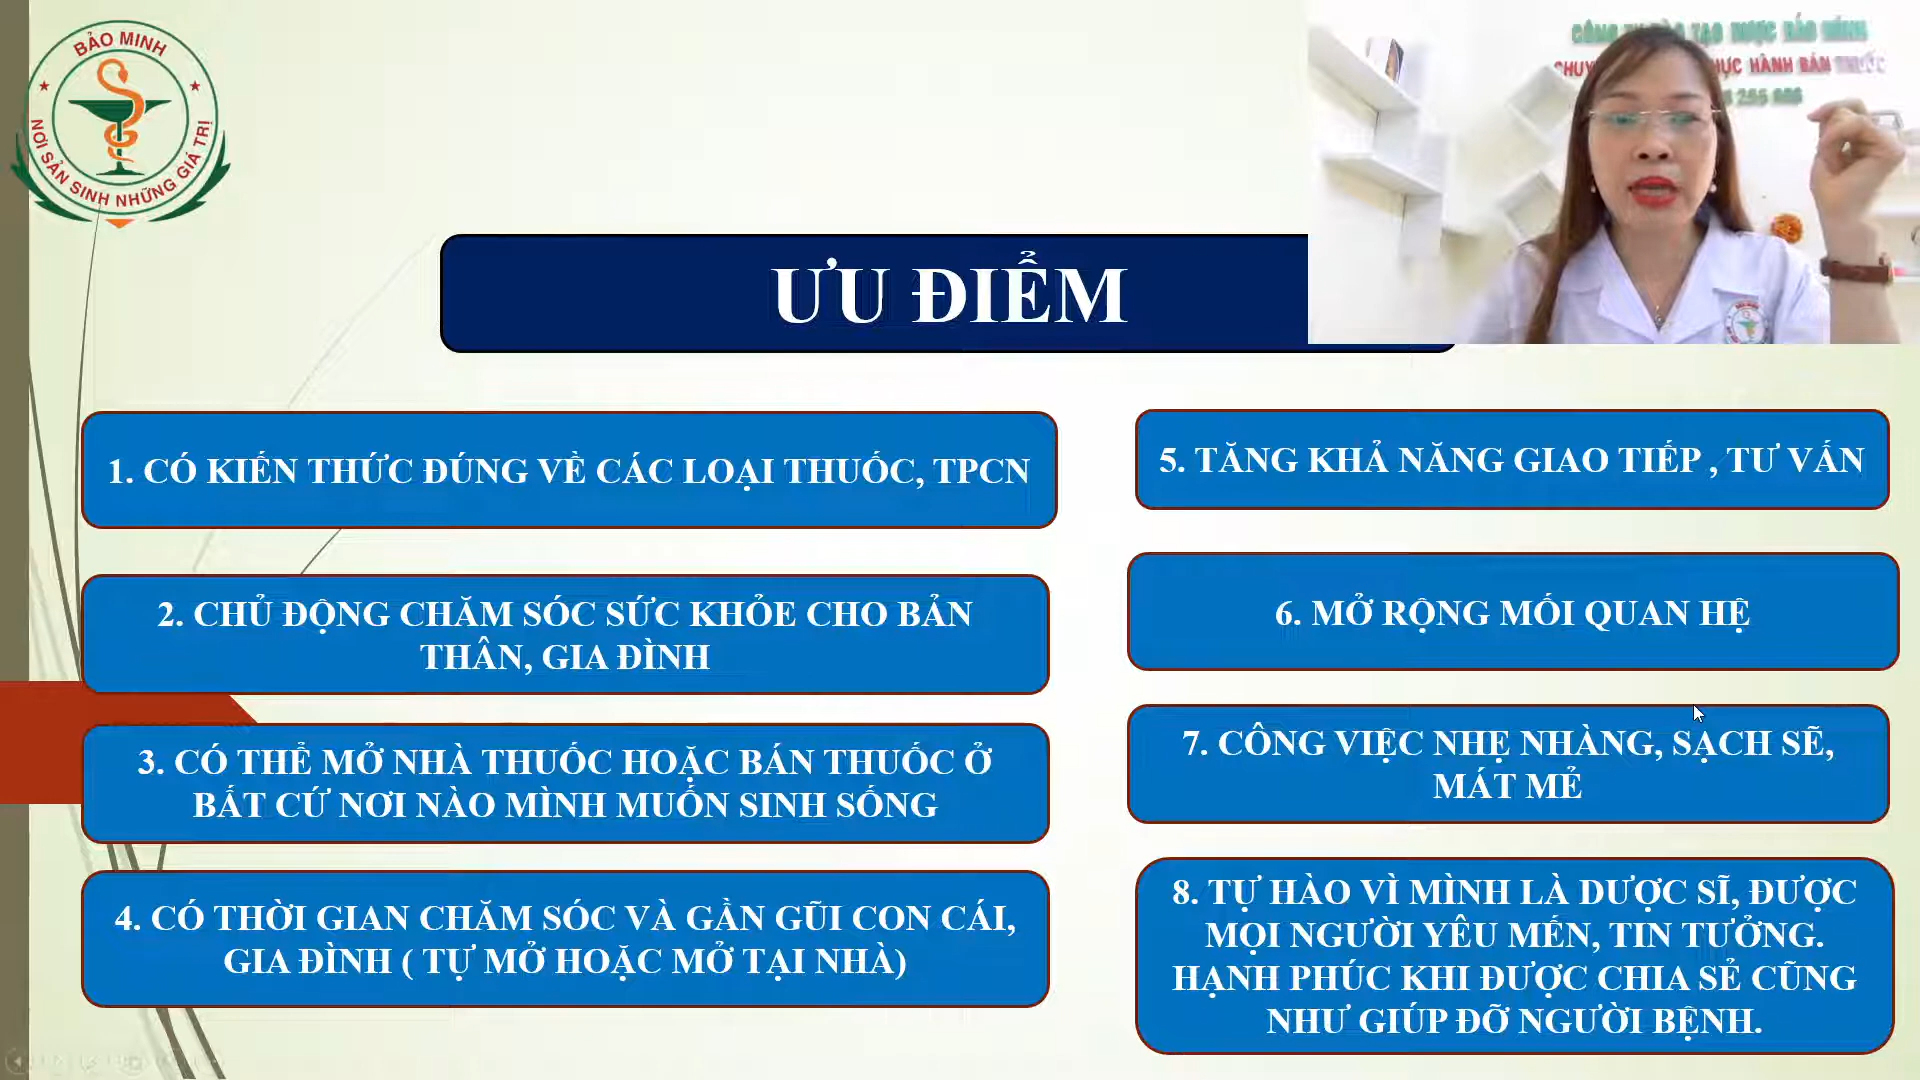 BẢO MINH
NƠI SẢN SINH NHỮNG GIÁ TRỊ
ƯU ĐIỂM
1. CÓ KIẾN THỨC ĐÚNG VỀ CÁC LOẠI THUỐC, TPCN
2. CHỦ ĐỘNG CHĂM SÓC SỨC KHỎE CHO BẢN
THÂN, GIA ĐÌNH
3. CÓ THỂ MỞ NHÀ THUỐC HOẶC BÁN THUỐC Ở
BẤT CỨ NƠI NÀO MÌNH MUỐN SINH SỐNG
4. CÓ THỜI GIAN CHĂM SÓC VÀ GẦN GŨI CON CÁI,
GIA ĐÌNH ( TỰ MỞ HOẶC MỞ TẠI NHÀ)
5. TĂNG KHẢ NĂNG GIAO TIẾP , TƯ VẤN
6. MỞ RỘNG MỐI QUAN HỆ
7. CÔNG VIỆC NHẸ NHÀNG, SẠCH SẼ,
MÁT MẺ
8. TỰ HÀO VÌ MÌNH LÀ DƯỢC SĨ, ĐƯỢC
MỌI NGƯỜI YÊU MẾN, TIN TƯỞNG.
HẠNH PHÚC KHI ĐƯỢC CHIA SẺ CŨNG
NHƯ GIÚP ĐỠ NGƯỜI BỆNH.
DƯỢC BẢO MINH
HÀNH BÁN THUỐC